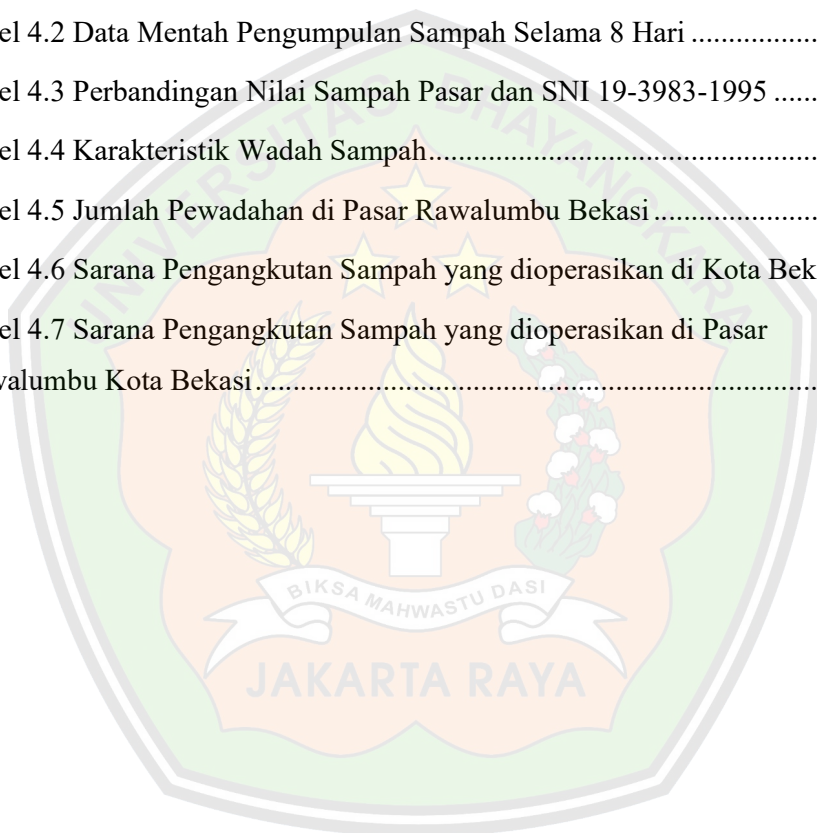 el 4.2 Data Mentah Pengumpulan Sampah Selama 8 Hari ..................
el 4.3 Perbandingan Nilai Sampah Pasar dan SNI 19-3983-1995 ......
el 4.4 Karakteristik Wadah Sampah......................................................
el 4.5 Jumlah Pewadahan di Pasar Rawalumbu Bekasi .......................
el 4.6 Sarana Pengangkutan Sampah yang dioperasikan di Kota Bek
el 4.7 Sarana Pengangkutan Sampah yang dioperasikan di Pasar
walumbu Kota Bekasi................................................................................
UNIVERSITAS BHAYANGKARA
BIKSA MAHWASTU DASI
JAKARTA RAYA